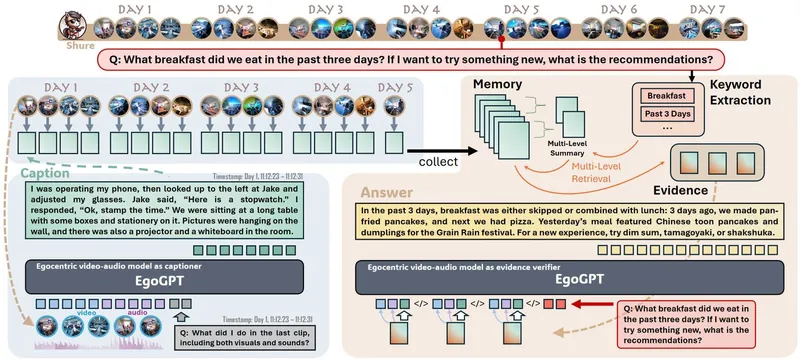 DAY 1 DAY 2 DAY 3 DAY 4 DAY 5 DAY 6 DAY 7
Shure
Q: What breakfast did we eat in the past three days? If I want to try something new, what is the recommendations?
DAY 1 DAY 2 DAY 3 DAY 4 DAY 5
collect
Memory
Multi-Level
Summary
Keyword
Extraction
Breakfast
Past 3 Days
...
Multi-Level
Retrieval
Evidence
Caption
Timestamp: Day 1, 11:12:23 – 11:12:31
I was operating my phone, then looked up to the left at Jake and
adjusted my glasses. Jake said, “Here is a stopwatch.” I
responded, “Ok, stamp the time.” We were sitting at a long table
with some boxes and stationery on it. Pictures were hanging on the
wall, and there was also a projector and a whiteboard in the room.
Egocentric video-audio model as captioner
EgoGPT
video audio
Timestamp: Day 1, 11:12:23 – 11:12:31
Q: What did I do in the last clip,
including both visuals and sounds?
Answer
In the past 3 days, breakfast was either skipped or combined with lunch: 3 days ago, we made pan-
fried pancakes, and next we had pizza. Yesterday’s meal featured Chinese toon pancakes and
dumplings for the Grain Rain festival. For a new experience, try dim sum, tamagoyaki, or shakshuka.
Egocentric video-audio model as evidence verifier
EgoGPT
</> </> </>
Q: What breakfast did we eat in
the past three days? If I want to
try something new, what is the
recommendations?